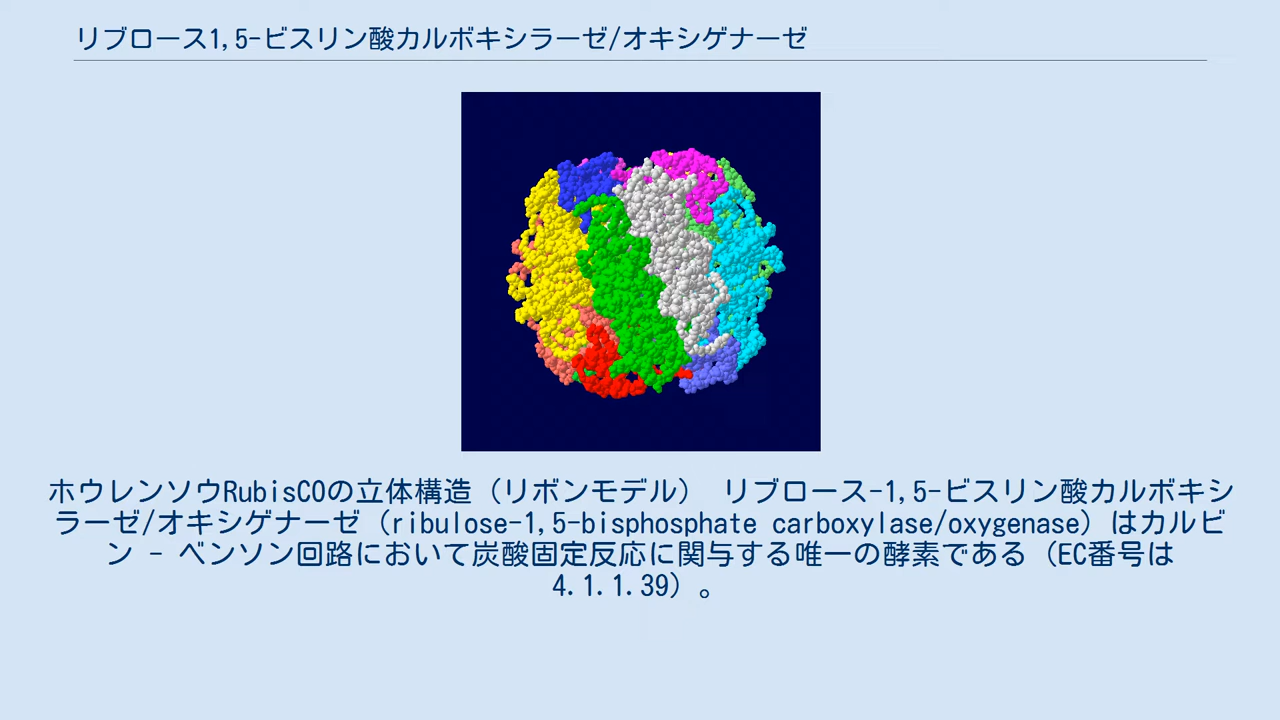 リブロース1,5-ビスリン酸カルボキシラーゼ/オキシゲナーゼ
ホウレンソウRubisCOの立体構造（リボンモデル） リブロース-1,5-ビスリン酸カルボキシ
ラーゼ/オキシゲナーゼ（ribulose-1,5-bisphosphate carboxylase/oxygenase）はカルビ
ン - ベンソン回路において炭酸固定反応に関与する唯一の酵素である（EC番号は
4.1.1.39）。